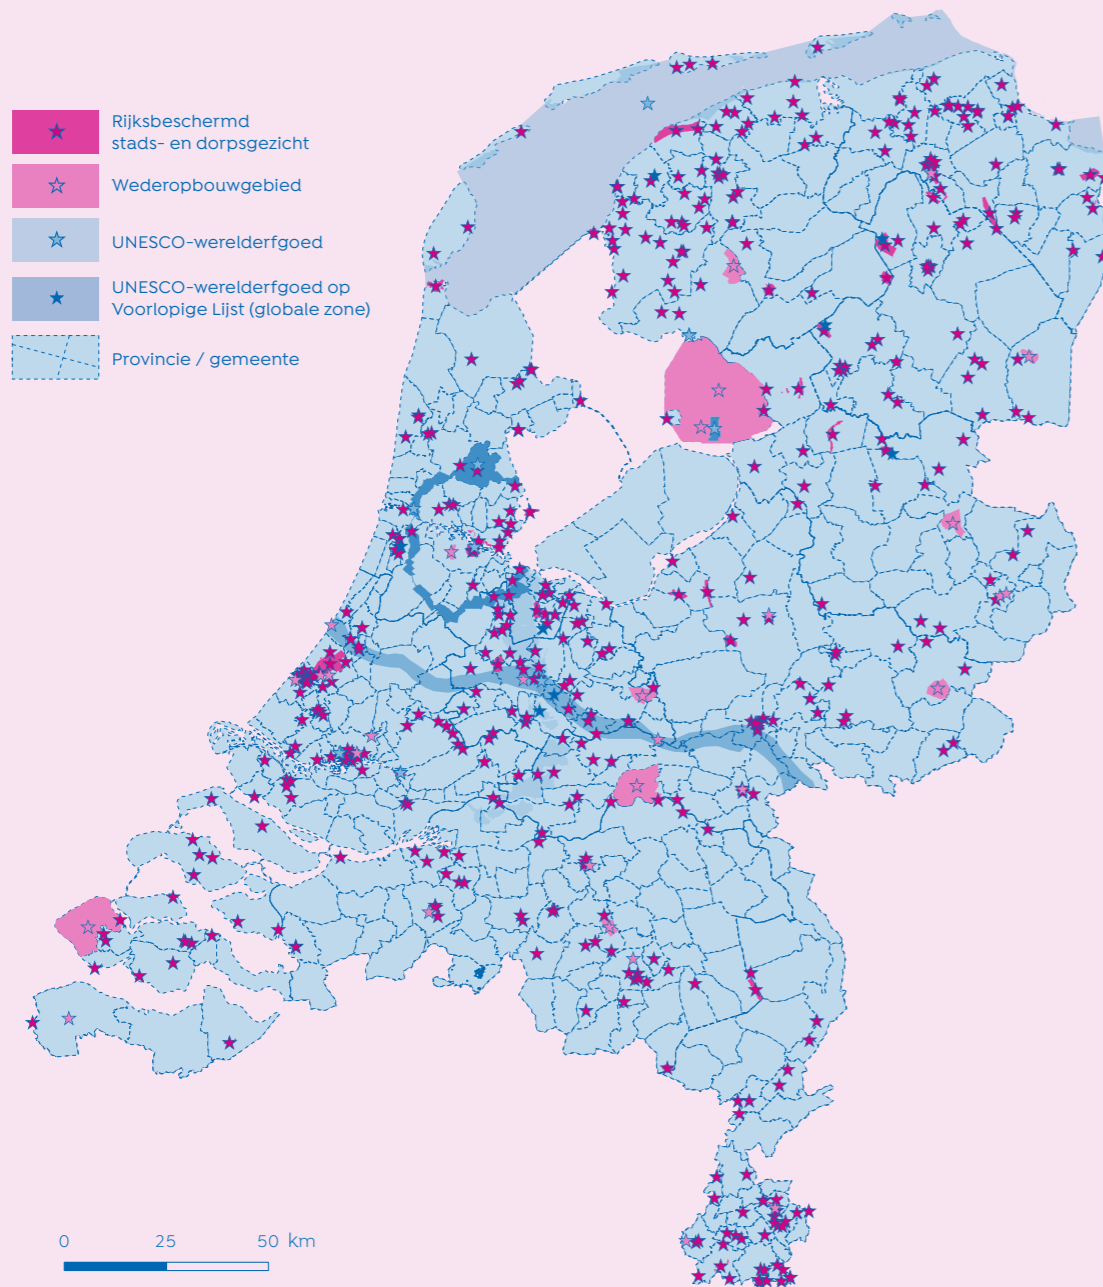 Rijksbeschermd
stads- en dorpsgezicht
Wederopbouwgebied
UNESCO-werelderfgoed
UNESCO-werelderfgoed op
Voorlopige Lijst (globale zone)
Provincie / gemeente
0 25 50 km